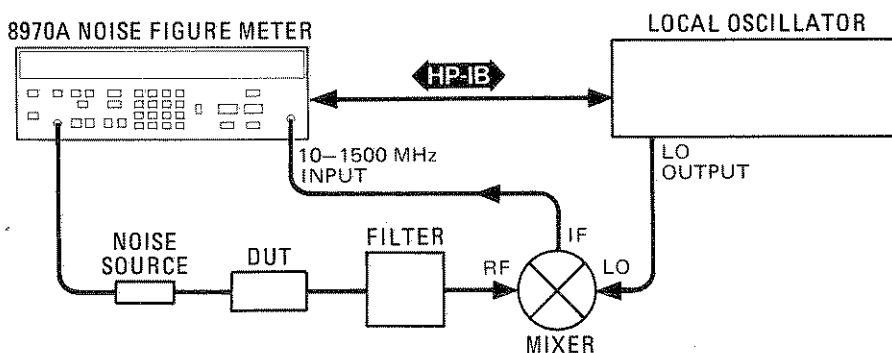 8970A NOISE FIGURE METER
LOCAL OSCILLATOR
HP-IB
10–1500 MHz
INPUT
LO
OUTPUT
NOISE
SOURCE
DUT
FILTER
RF
IF
LO
MIXER